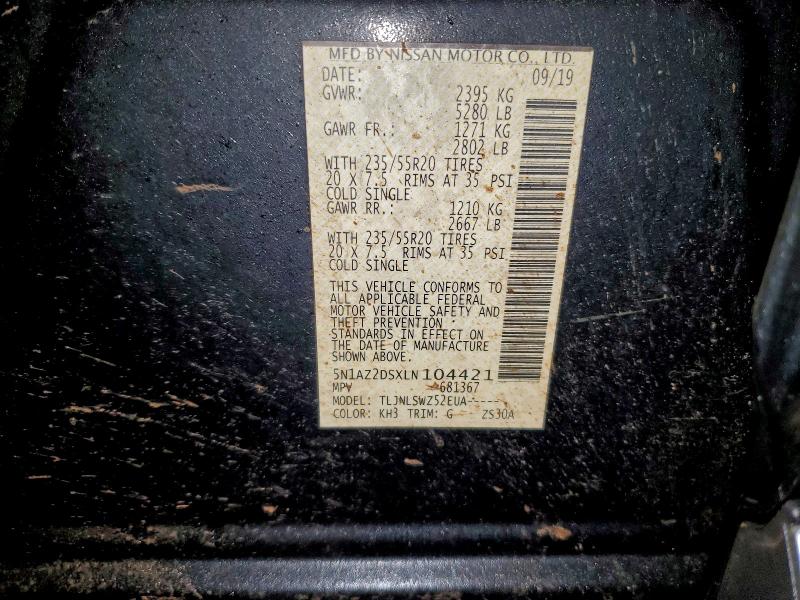 MFD BY NISSAN MOTOR CO., LTD.
DATE: 09/19
GVWR: 2395 KG
5280 LB
GAWR FR.: 1271 KG
2802 LB
WITH 235/55R20 TIRES
20 X 7.5 RIMS AT 35 PSI
COLD SINGLE
GAWR RR.: 1210 KG
2667 LB
WITH 235/55R20 TIRES
20 X 7.5 RIMS AT 35 PSI
COLD SINGLE
THIS VEHICLE CONFORMS TO
ALL APPLICABLE FEDERAL
MOTOR VEHICLE SAFETY AND
THEFT PREVENTION
STANDARDS IN EFFECT ON
THE DATE OF MANUFACTURE
SHOWN ABOVE.
5N1AZ2DSXLN104421
MPV 681367
MODEL: TLJNLSWZ52EUA-----
COLOR: KH3 TRIM: G ZS30A